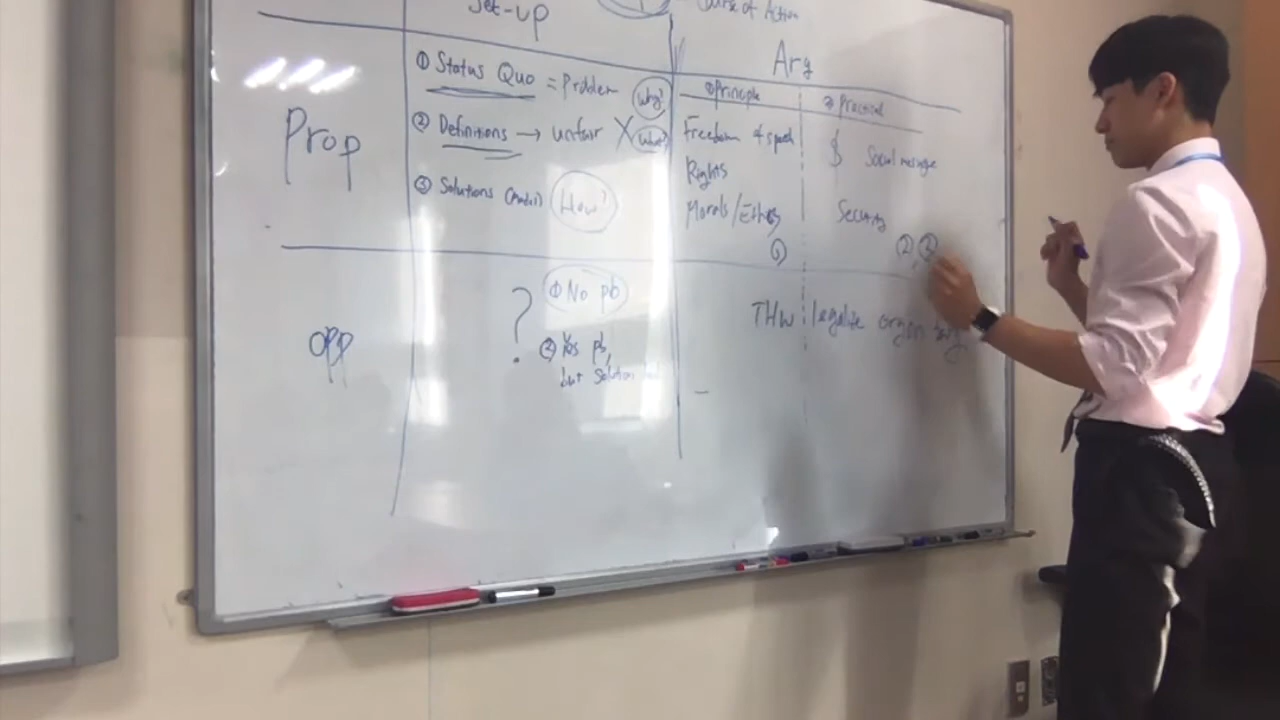 Set-up
Course of Action
Arg
Prop
① Status Quo = Problem Why?
② Definitions → unfair X What?
③ Solutions (Model) How?
① Principle
② Practical
Freedom of speech
Rights
Morals/Ethics
①
$ Social message
Security
② ③
Opp
?
① No pb
② Yes pb,
but Solution
THW legalize organ